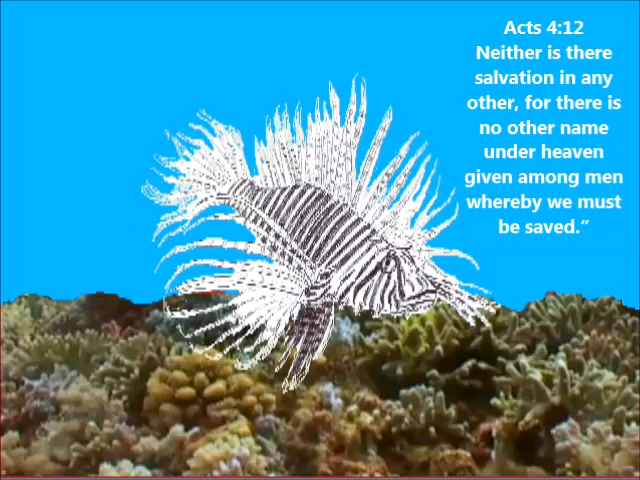 Acts 4:12
Neither is there
salvation in any
other, for there is
no other name
under heaven
given among men
whereby we must
be saved.”